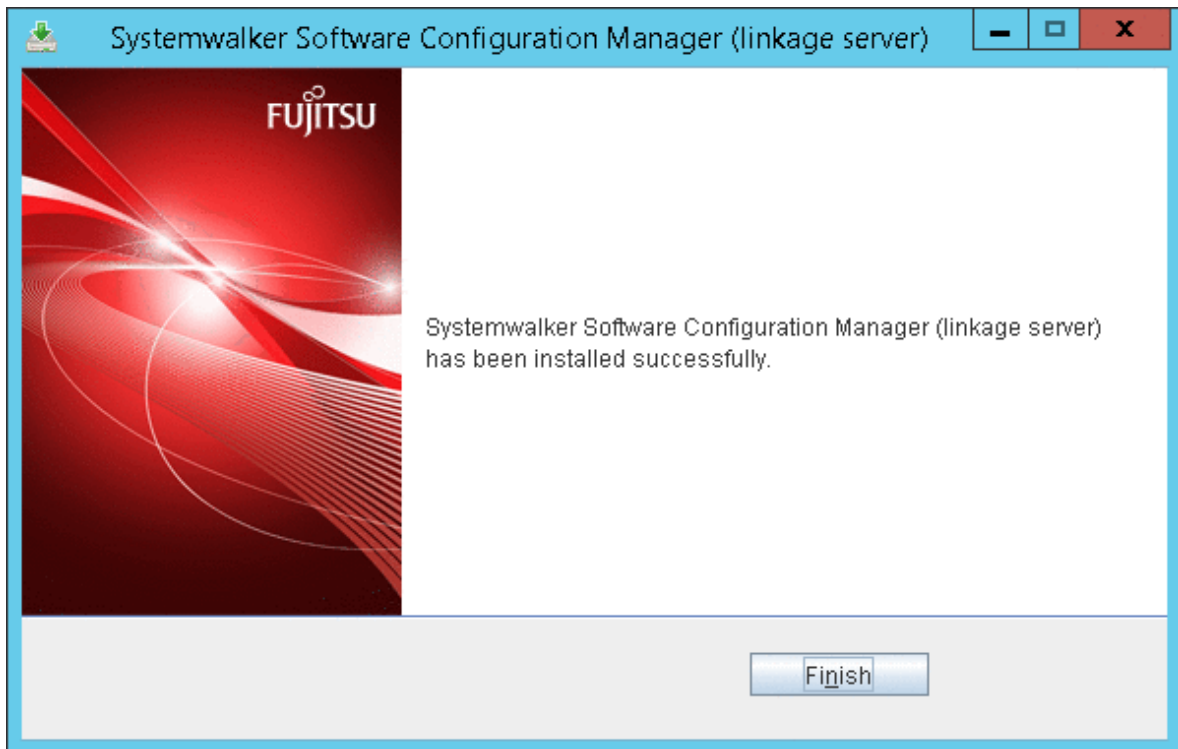 Systemwalker Software Configuration Manager (linkage server)
FUJITSU
Systemwalker Software Configuration Manager (linkage server)
has been installed successfully.
Finish